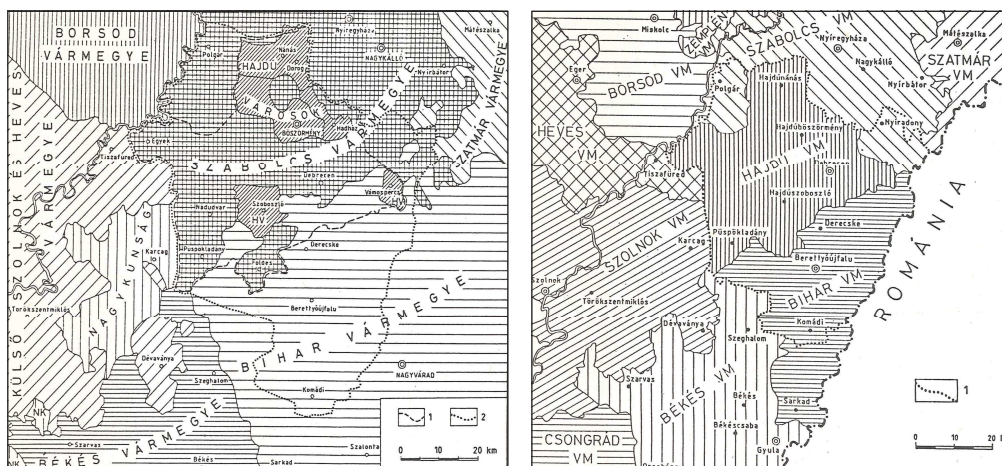 BORSOD
VÁRMEGYE
Polgár
Nánás
Dorog
HAJDÚ
VÁROSOK
BÖSZÖRMÉNY
Hadház
Nyíregyháza
NAGYKÁLLÓ
Nyírbátor
Mátészalka
SZATMÁR VÁRMEGYE
Egyek
Tiszafüred
SZABOLCS VÁRMEGYE
Debrecen
Vámospércs
HV
Nádudvar
Szoboszló
HV
Derecske
Püspökladány
Földes
KÜLSŐ SZOLNOK ÉS HEVES
VÁRMEGYE
Karcag
NAGYKUNSÁG
Törökszentmiklós
Berettyóújfalu
BIHAR VÁRMEGYE
Dévaványa
Szeghalom
NAGYVÁRAD
Komádi
NK
Szarvas
BÉKÉS VÁRMEGYE
Békés
Sarkad
Szalonta
NK
1
2
0 10 20 km
Miskolc
ZEMPLÉN
VM
SZABOLCS
VM
Nyíregyháza
Mátészalka
SZATMÁR
VM
Eger
BORSOD VM
Polgár
Nagykálló
Nyírbátor
Hajdúnánás
HEVES
VM
Hajdúböszörmény
Nyíradony
Tiszafüred
HAJDÚ VM
Debrecen
Hajdúszoboszló
SZOLNOK VM
Karcag
Püspökladány
Derecske
Berettyóújfalu
BIHAR VM
ROMÁNIA
Szolnok
Törökszentmiklós
Dévaványa
Komádi
Szeghalom
Szarvas
BÉKÉS VM
Békés
Sarkad
Békéscsaba
Gyula
CSONGRÁD
VM
1
0 10 20